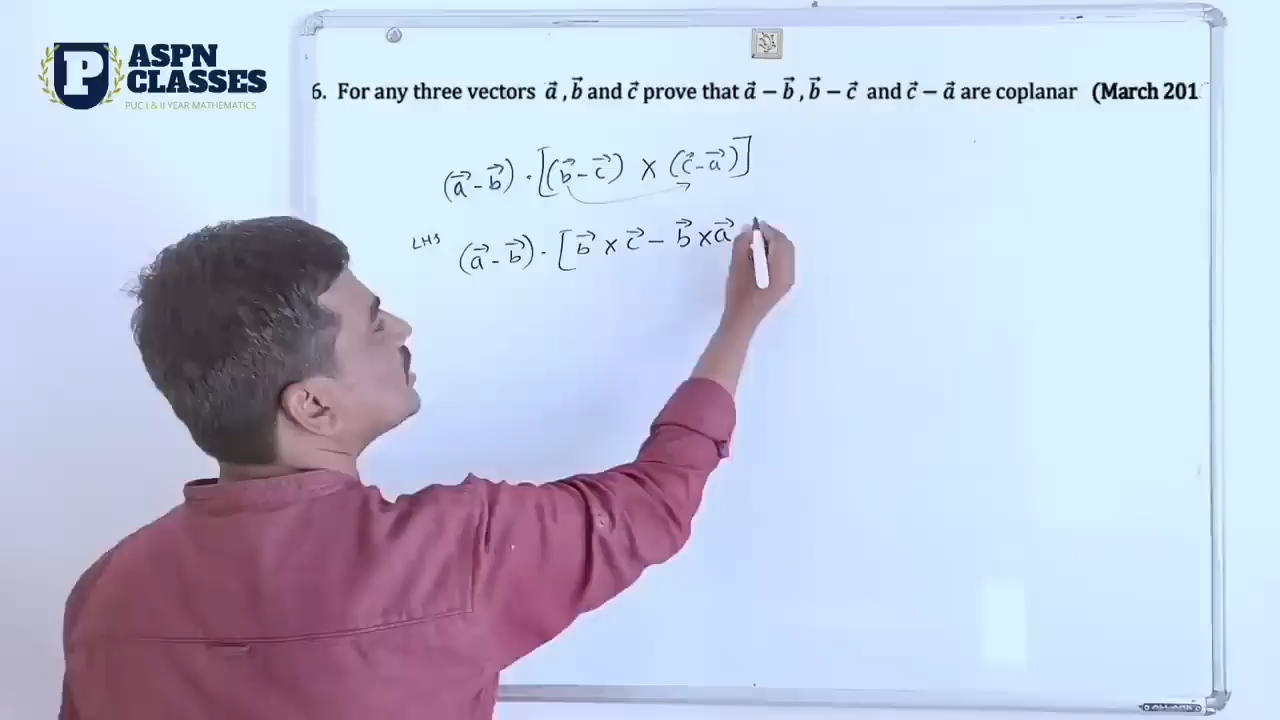 P
ASPN
CLASSES
PUC I & II YEAR MATHEMATICS
6. For any three vectors a⃗ , b⃗ and c⃗ prove that a⃗ − b⃗ , b⃗ − c⃗ and c⃗ − a⃗ are coplanar (March 201
(a⃗ - b⃗) · [(b⃗ - c⃗) × (c⃗ - a⃗)]
LHS (a⃗ - b⃗) · [b⃗ × c⃗ - b⃗ × a⃗